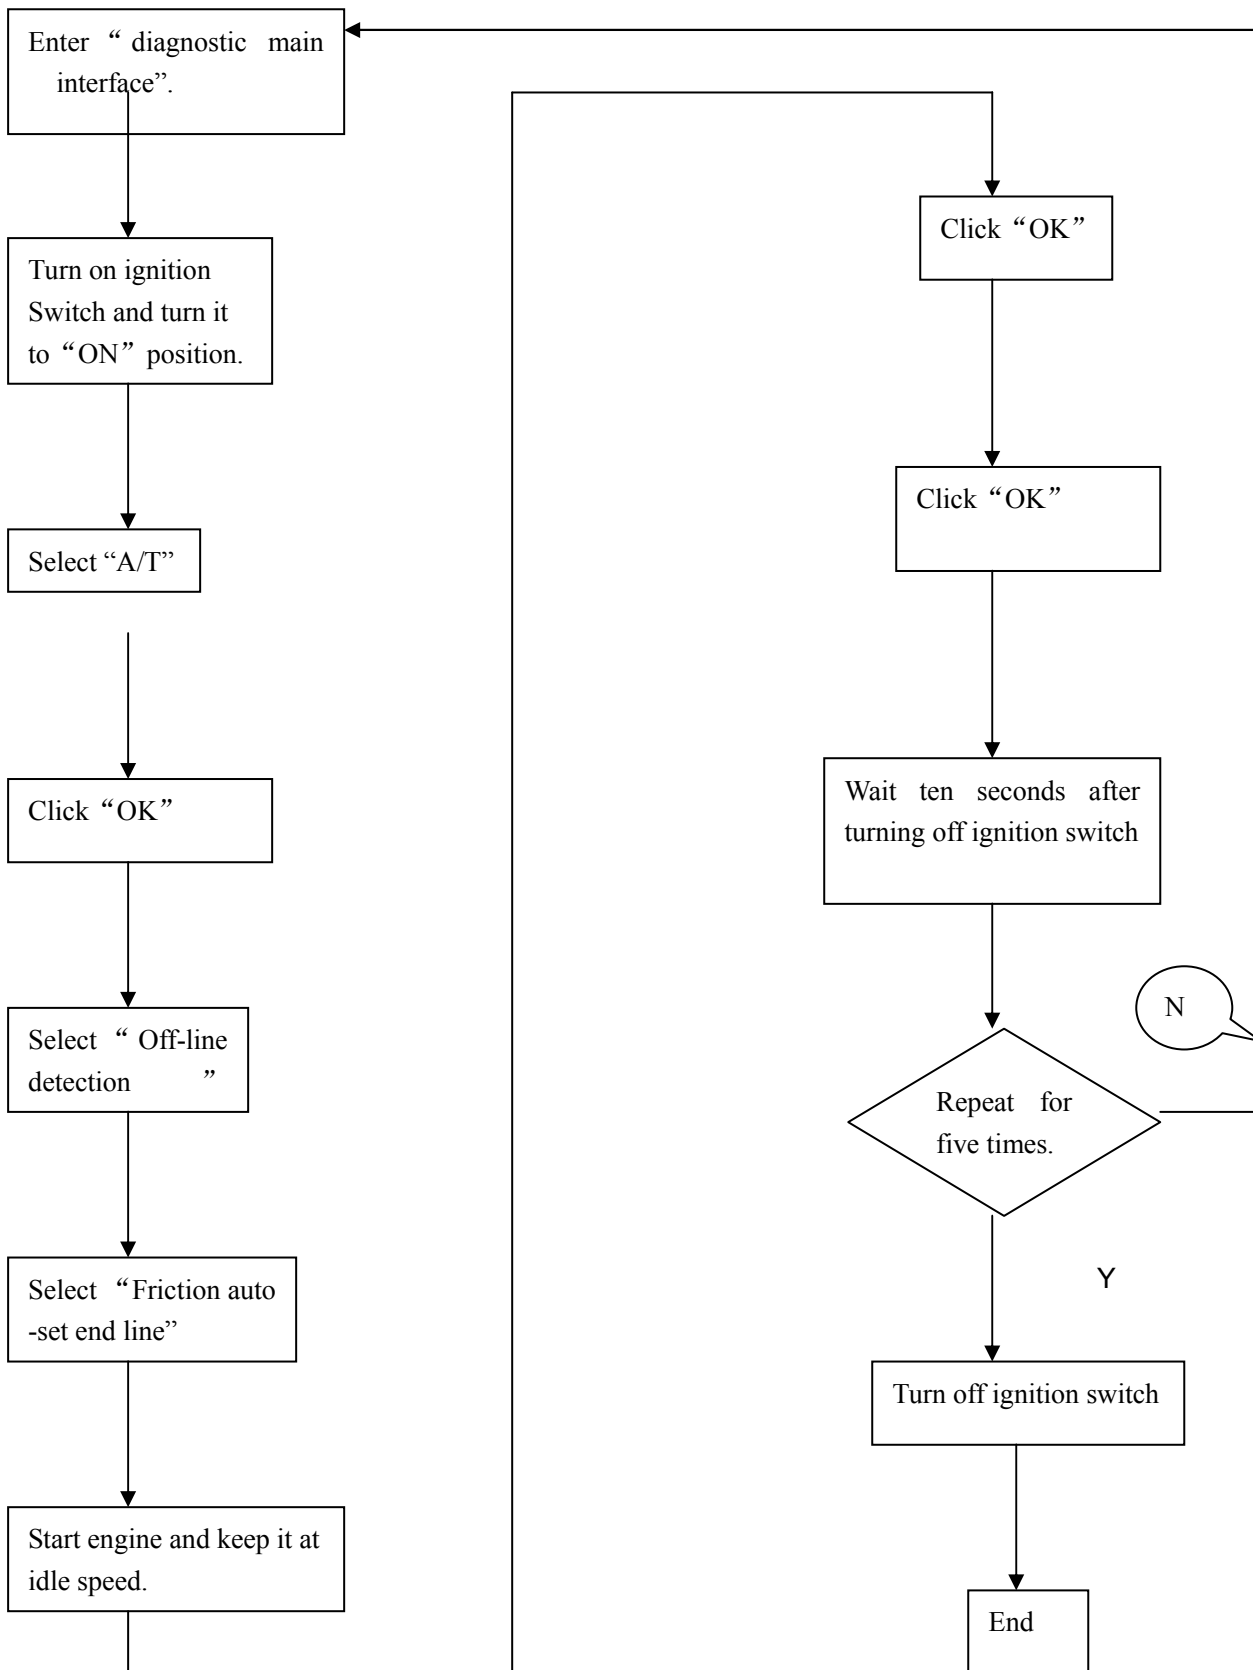 Enter “ diagnostic main
interface”.
Turn on ignition
Switch and turn it
to “ON” position.
Select “A/T”
Click “OK”
Select “ Off-line
detection ”
Select “Friction auto
-set end line”
Start engine and keep it at
idle speed.
Click “OK”
Click “OK”
Wait ten seconds after
turning off ignition switch
N
Repeat for
five times.
Y
Turn off ignition switch
End